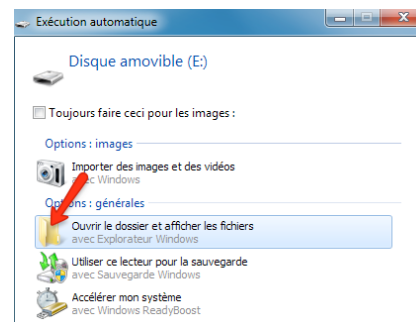 Exécution automatique
Disque amovible (E:)
Toujours faire ceci pour les images :
Options : images
Importer des images et des vidéos
avec Windows
Options : générales
Ouvrir le dossier et afficher les fichiers
avec Explorateur Windows
Utiliser ce lecteur pour la sauvegarde
avec Sauvegarde Windows
Accélérer mon système
avec Windows ReadyBoost